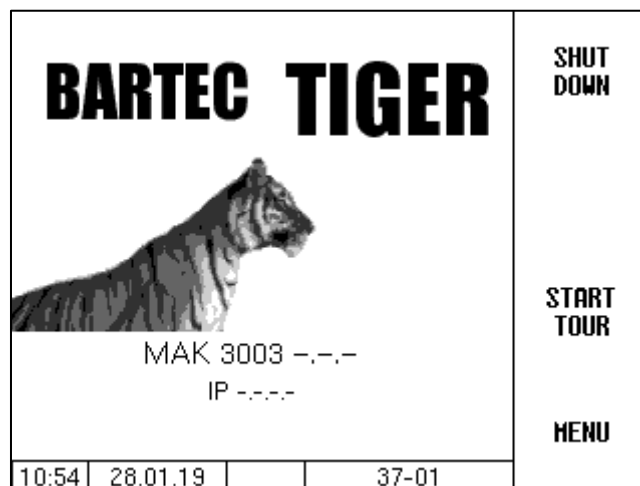 BARTEC TIGER
MAK 3003 -.-.-
IP -.-.-.-
10:54 28.01.19 37-01
SHUT
DOWN
START
TOUR
MENU